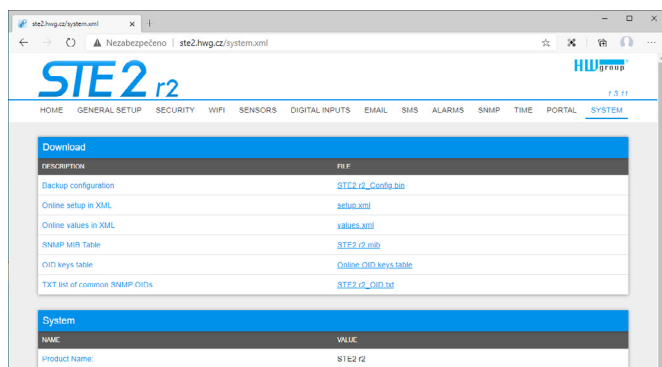 ste2.hwg.cz/system.xml
Nezabezpečeno | ste2.hwg.cz/system.xml
STE2 r2
HWgroup
1.3.11
HOME GENERAL SETUP SECURITY WIFI SENSORS DIGITAL INPUTS EMAIL SMS ALARMS SNMP TIME PORTAL SYSTEM
Download
DESCRIPTION FILE
Backup configuration STE2 r2_Config.bin
Online setup in XML setup.xml
Online values in XML values.xml
SNMP MIB Table STE2 r2.mib
OID keys table Online OID keys table
TXT list of common SNMP OIDs STE2 r2_OID.txt
System
NAME VALUE
Product Name: STE2 r2